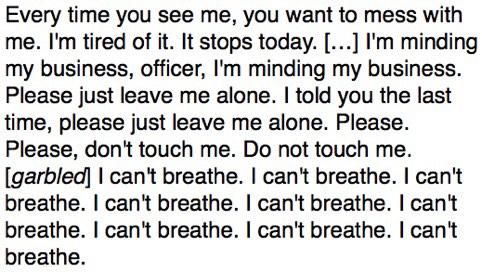 Every time you see me, you want to mess with
me. I'm tired of it. It stops today. […] I'm minding
my business, officer, I'm minding my business.
Please just leave me alone. I told you the last
time, please just leave me alone. Please.
Please, don't touch me. Do not touch me.
[garbled] I can't breathe. I can't breathe. I can't
breathe. I can't breathe. I can't breathe. I can't
breathe. I can't breathe. I can't breathe. I can't
breathe.